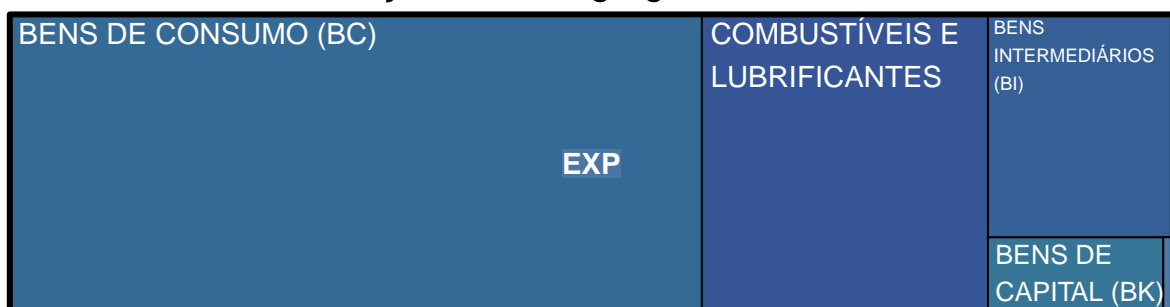 BENS DE CONSUMO (BC)
COMBUSTÍVEIS E
LUBRIFICANTES
BENS
INTERMEDIÁRIOS
(BI)
EXP
BENS DE
CAPITAL (BK)